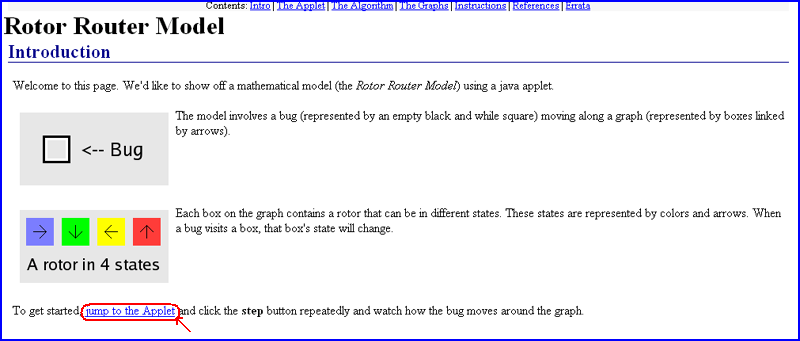 Contents: Intro | The Applet | The Algorithm | The Graphs | Instructions | References | Errata
Rotor Router Model
Introduction
Welcome to this page. We'd like to show off a mathematical model (the Rotor Router Model) using a java applet.
<-- Bug
The model involves a bug (represented by an empty black and while square) moving along a graph (represented by boxes linked
by arrows).
→ ↓ ← ↑
A rotor in 4 states
Each box on the graph contains a rotor that can be in different states. These states are represented by colors and arrows. When
a bug visits a box, that box's state will change.
To get started, jump to the Applet and click the step button repeatedly and watch how the bug moves around the graph.